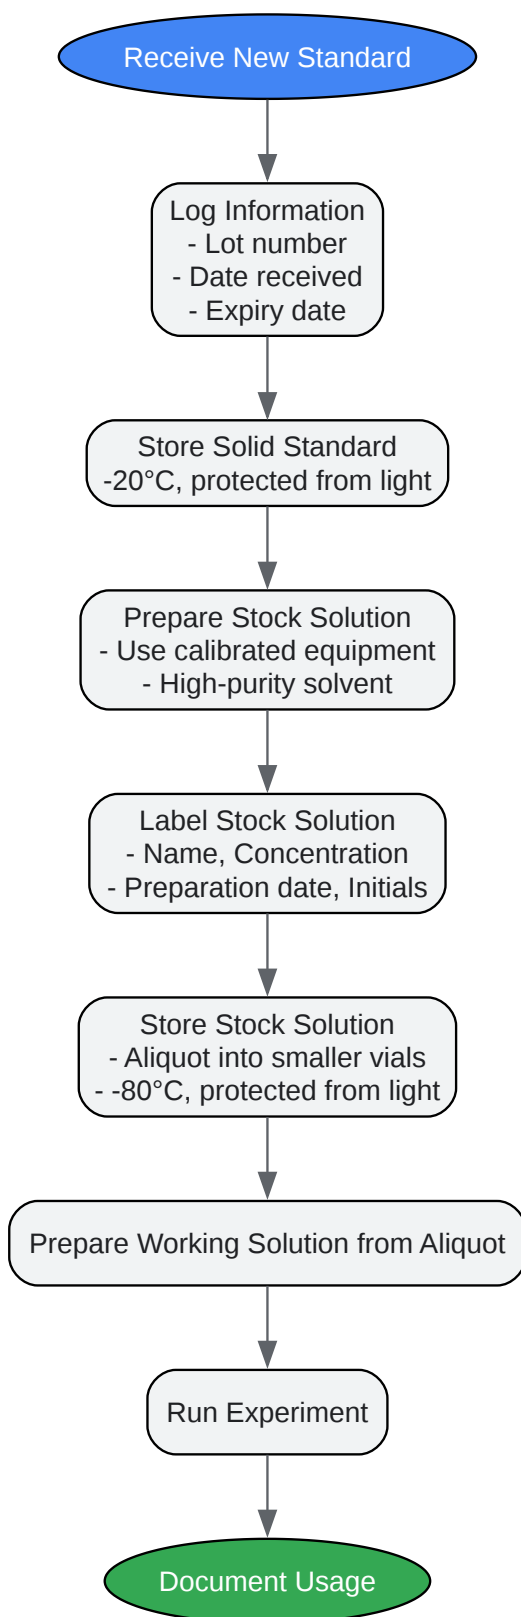 Receive New Standard
Log Information
- Lot number
- Date received
- Expiry date
Store Solid Standard
-20°C, protected from light
Prepare Stock Solution
- Use calibrated equipment
- High-purity solvent
Label Stock Solution
- Name, Concentration
- Preparation date, Initials
Store Stock Solution
- Aliquot into smaller vials
- -80°C, protected from light
Prepare Working Solution from Aliquot
Run Experiment
Document Usage